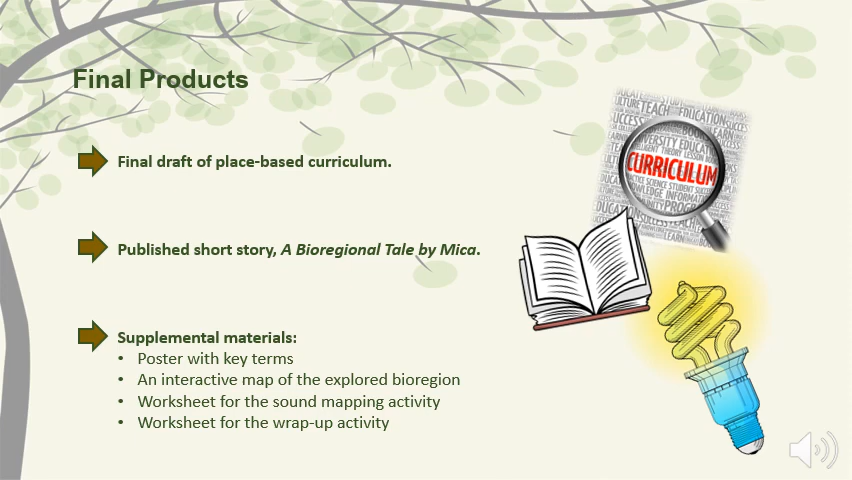 Final Products
Final draft of place-based curriculum.
Published short story, A Bioregional Tale by Mica.
Supplemental materials:
• Poster with key terms
• An interactive map of the explored bioregion
• Worksheet for the sound mapping activity
• Worksheet for the wrap-up activity
TEACH
EDUCATION
CURRICULUM